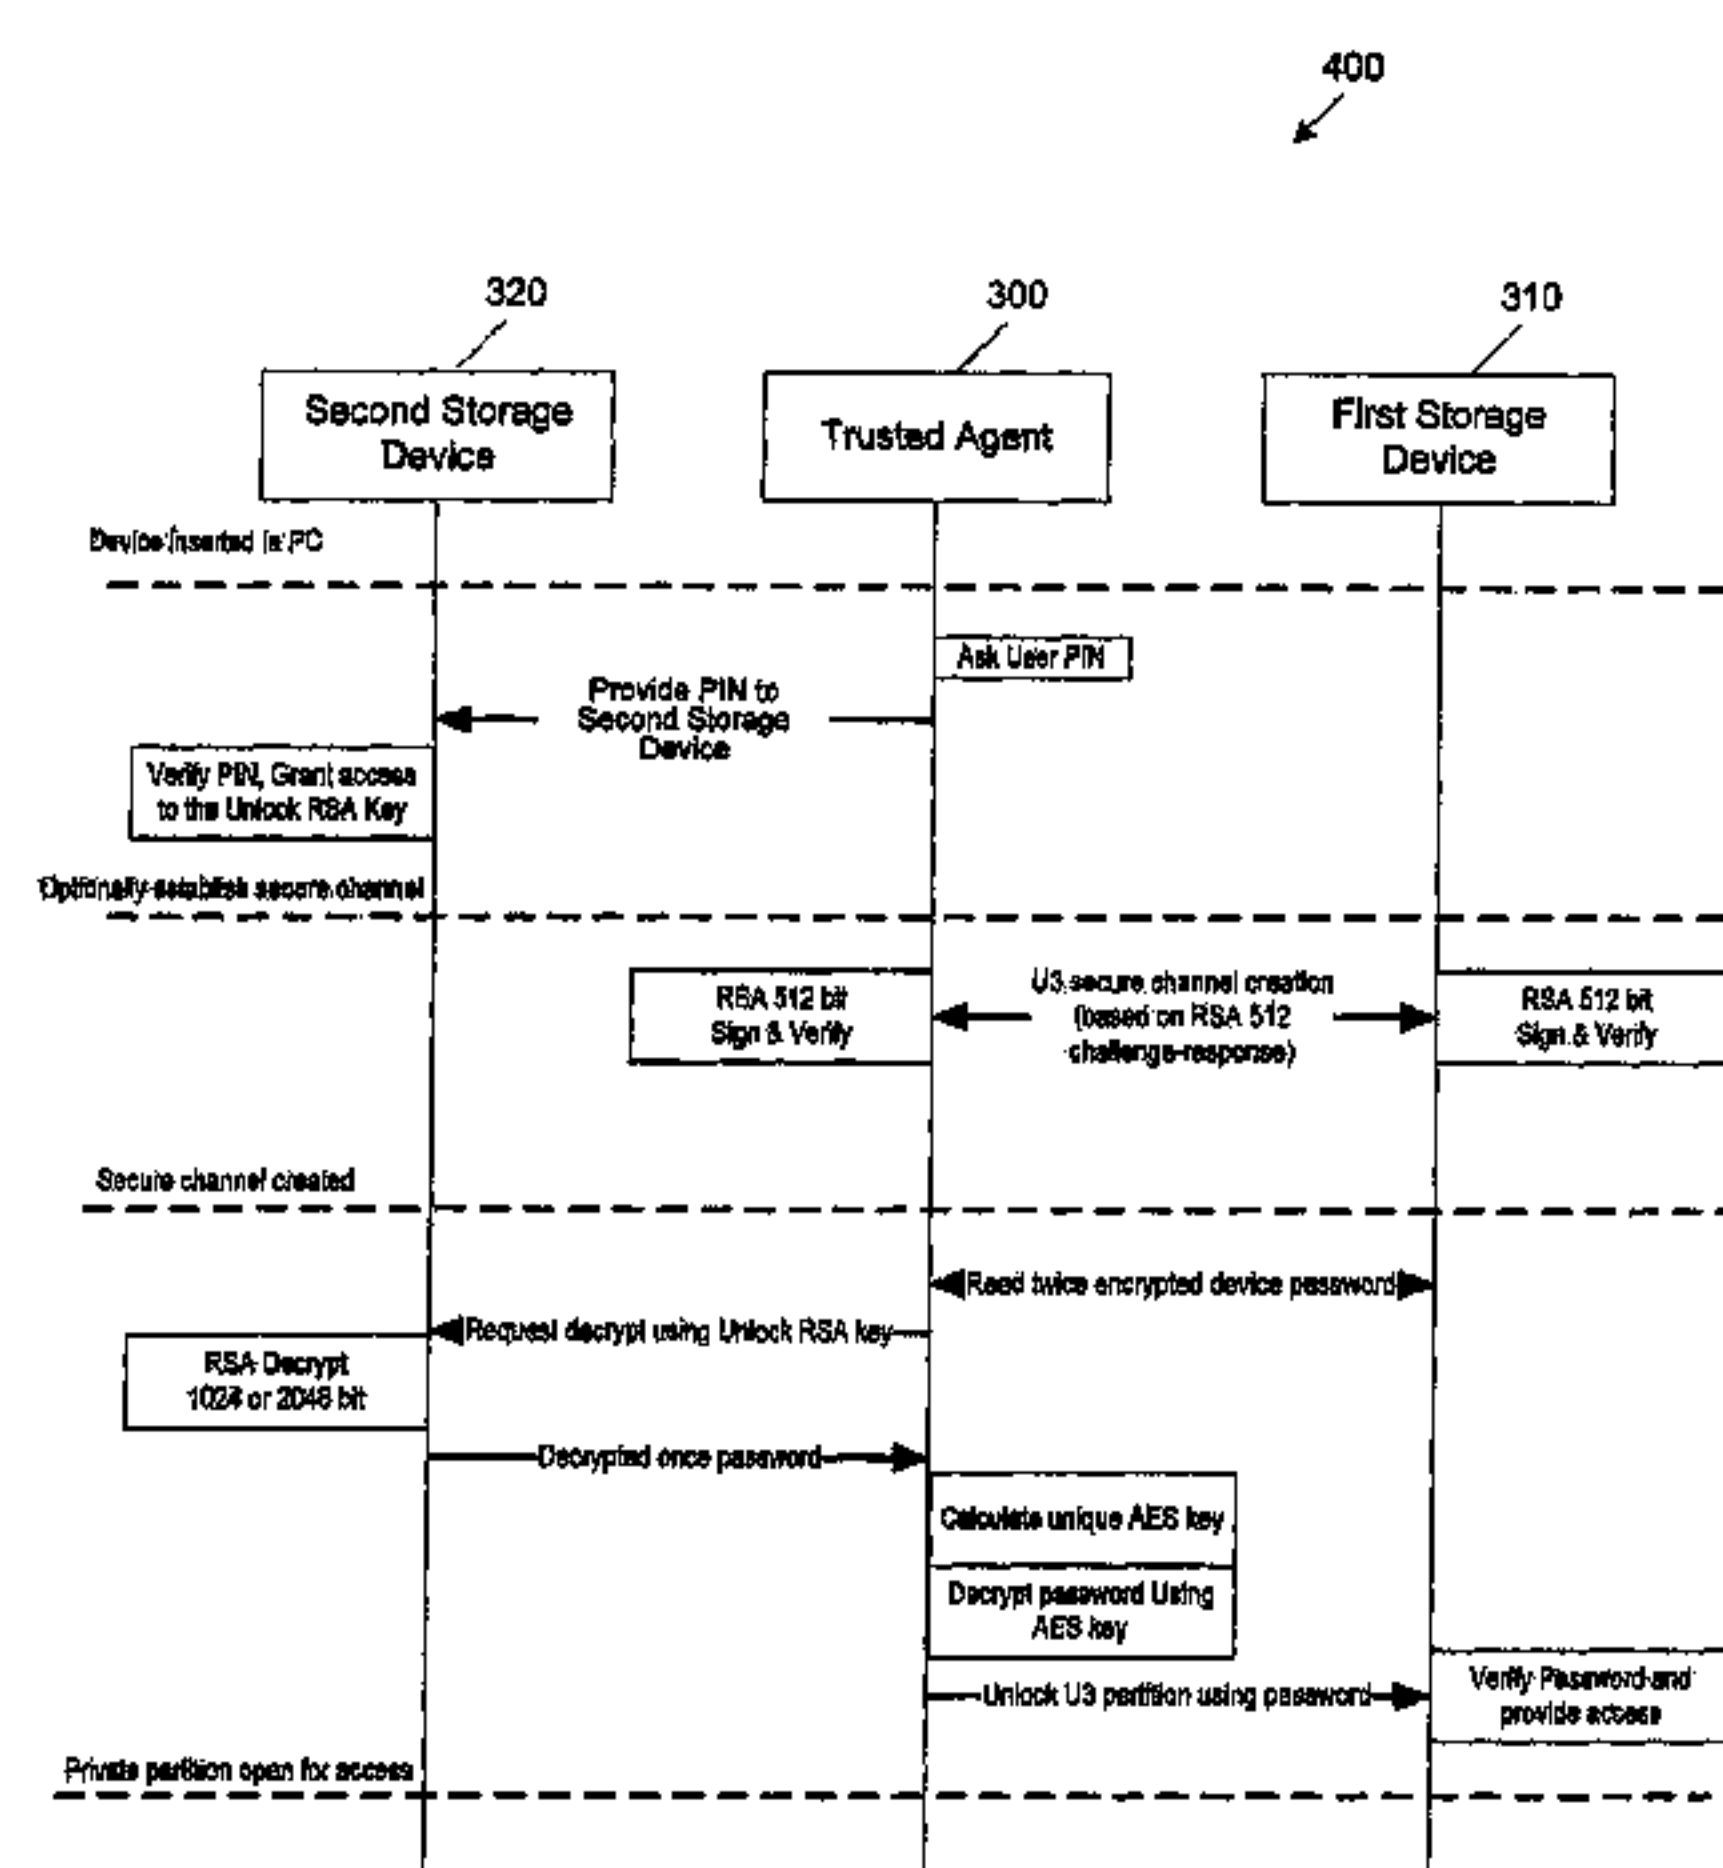 400
320
300
310
Second Storage
Device
Trusted Agent
First Storage
Device
Device inserted to PC
Ask User PIN
Provide PIN to
Second Storage
Device
Verify PIN, Grant access
to the Unlock RSA Key
Optionally establish secure channel
RSA 512 bit
Sign & Verify
U3 secure channel creation
(based on RSA 512
challenge-response)
RSA 512 bit
Sign & Verify
Secure channel created
Read twice encrypted device password
Request decrypt using Unlock RSA key
RSA Decrypt
1024 or 2048 bit
Decrypted once password
Calculate unique AES key
Decrypt password Using
AES key
Unlock U3 partition using password
Verify Password and
provide access
Private partition open for access